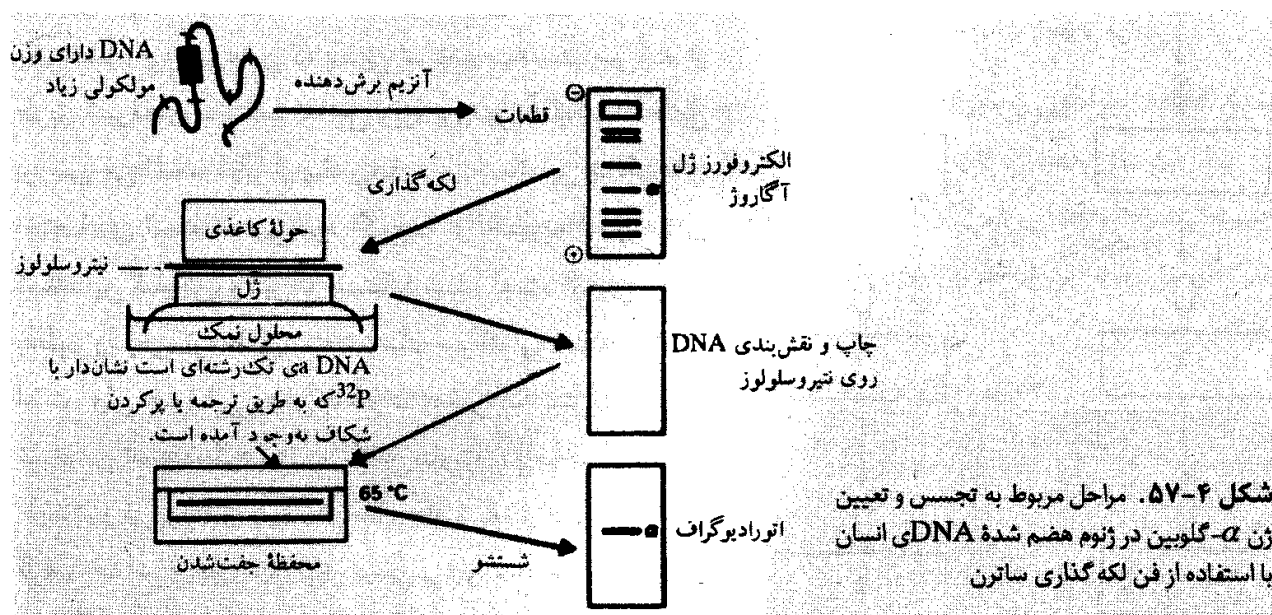 DNA دارای وزن
مولکولی زیاد
آنزیم برش‌دهنده
قطعات
⊖
الکتروفورز ژل
آگاروژ
α
⊕
لکه‌گذاری
حولهٔ کاغذی
نیتروسلولوز
ژل
محلول نمک
چاپ و نقش‌بندی DNA
روی نتیروسلولوز
a DNAی تک‌رشته‌ای است نشان‌دار با
32P که به طریق ترجمه با پرکردن
شکاف به‌وجود آمده است.
65 °C
محفظهٔ جفت‌شدن
شستشو
α
اتورادیوگراف
شکل ۴-۵۷. مراحل مربوط به تجسس و تعیین
ژن α-گلوبین در ژنوم هضم شدهٔ DNAی انسان
با استفاده از فن لکه گذاری ساترن